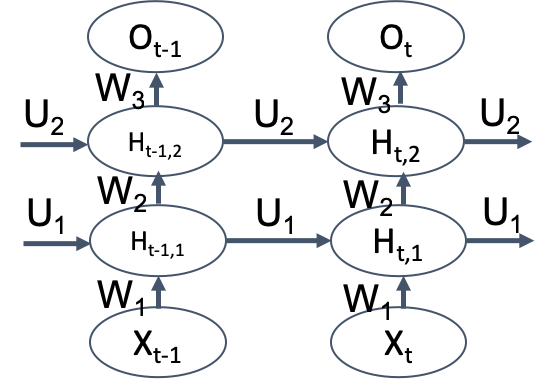 O_{t-1} O_t
W_3 W_3
U_2 U_2 U_2
H_{t-1,2} H_{t,2}
W_2 W_2
U_1 U_1 U_1
H_{t-1,1} H_{t,1}
W_1 W_1
X_{t-1} X_t